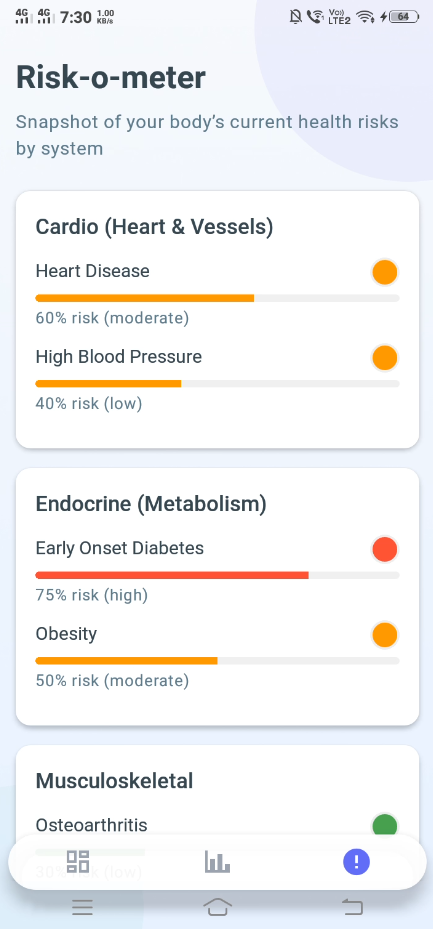 4G 4G 7:30 1.00 KB/s Vo)) LTE2 64
Risk-o-meter
Snapshot of your body's current health risks
by system
Cardio (Heart & Vessels)
Heart Disease
60% risk (moderate)
High Blood Pressure
40% risk (low)
Endocrine (Metabolism)
Early Onset Diabetes
75% risk (high)
Obesity
50% risk (moderate)
Musculoskeletal
Osteoarthritis
30% risk (low)